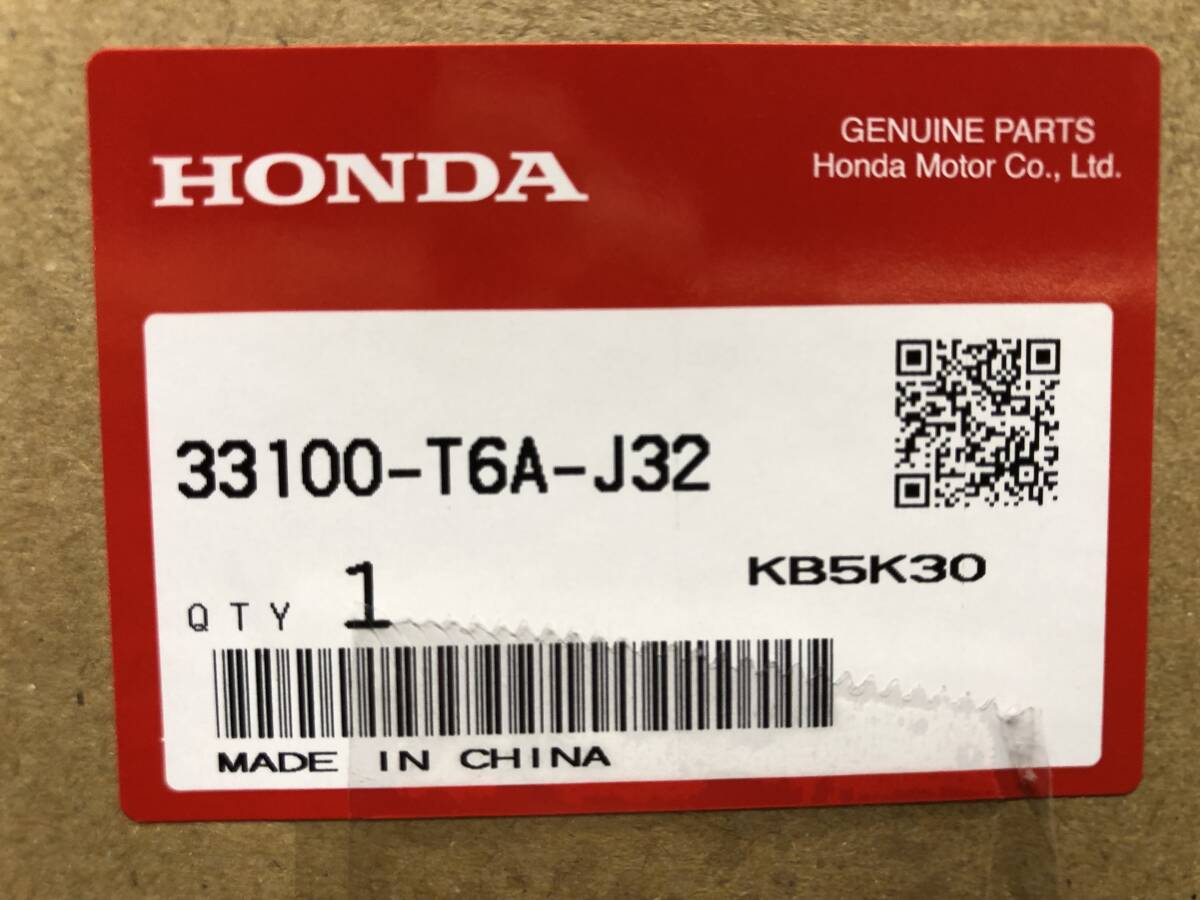 HONDA
GENUINE PARTS
Honda Motor Co., Ltd.
33100-T6A-J32
KB5K30
QTY 1
MADE IN CHINA